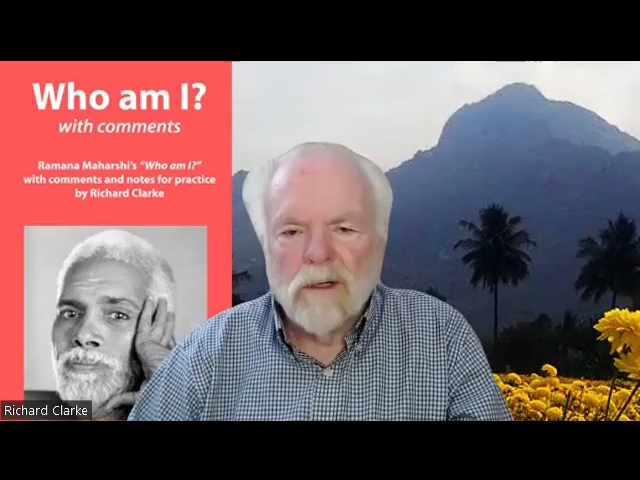 Who am I?
with comments
Ramana Maharshi's "Who am I?"
with comments and notes for practice
by Richard Clarke
Richard Clarke